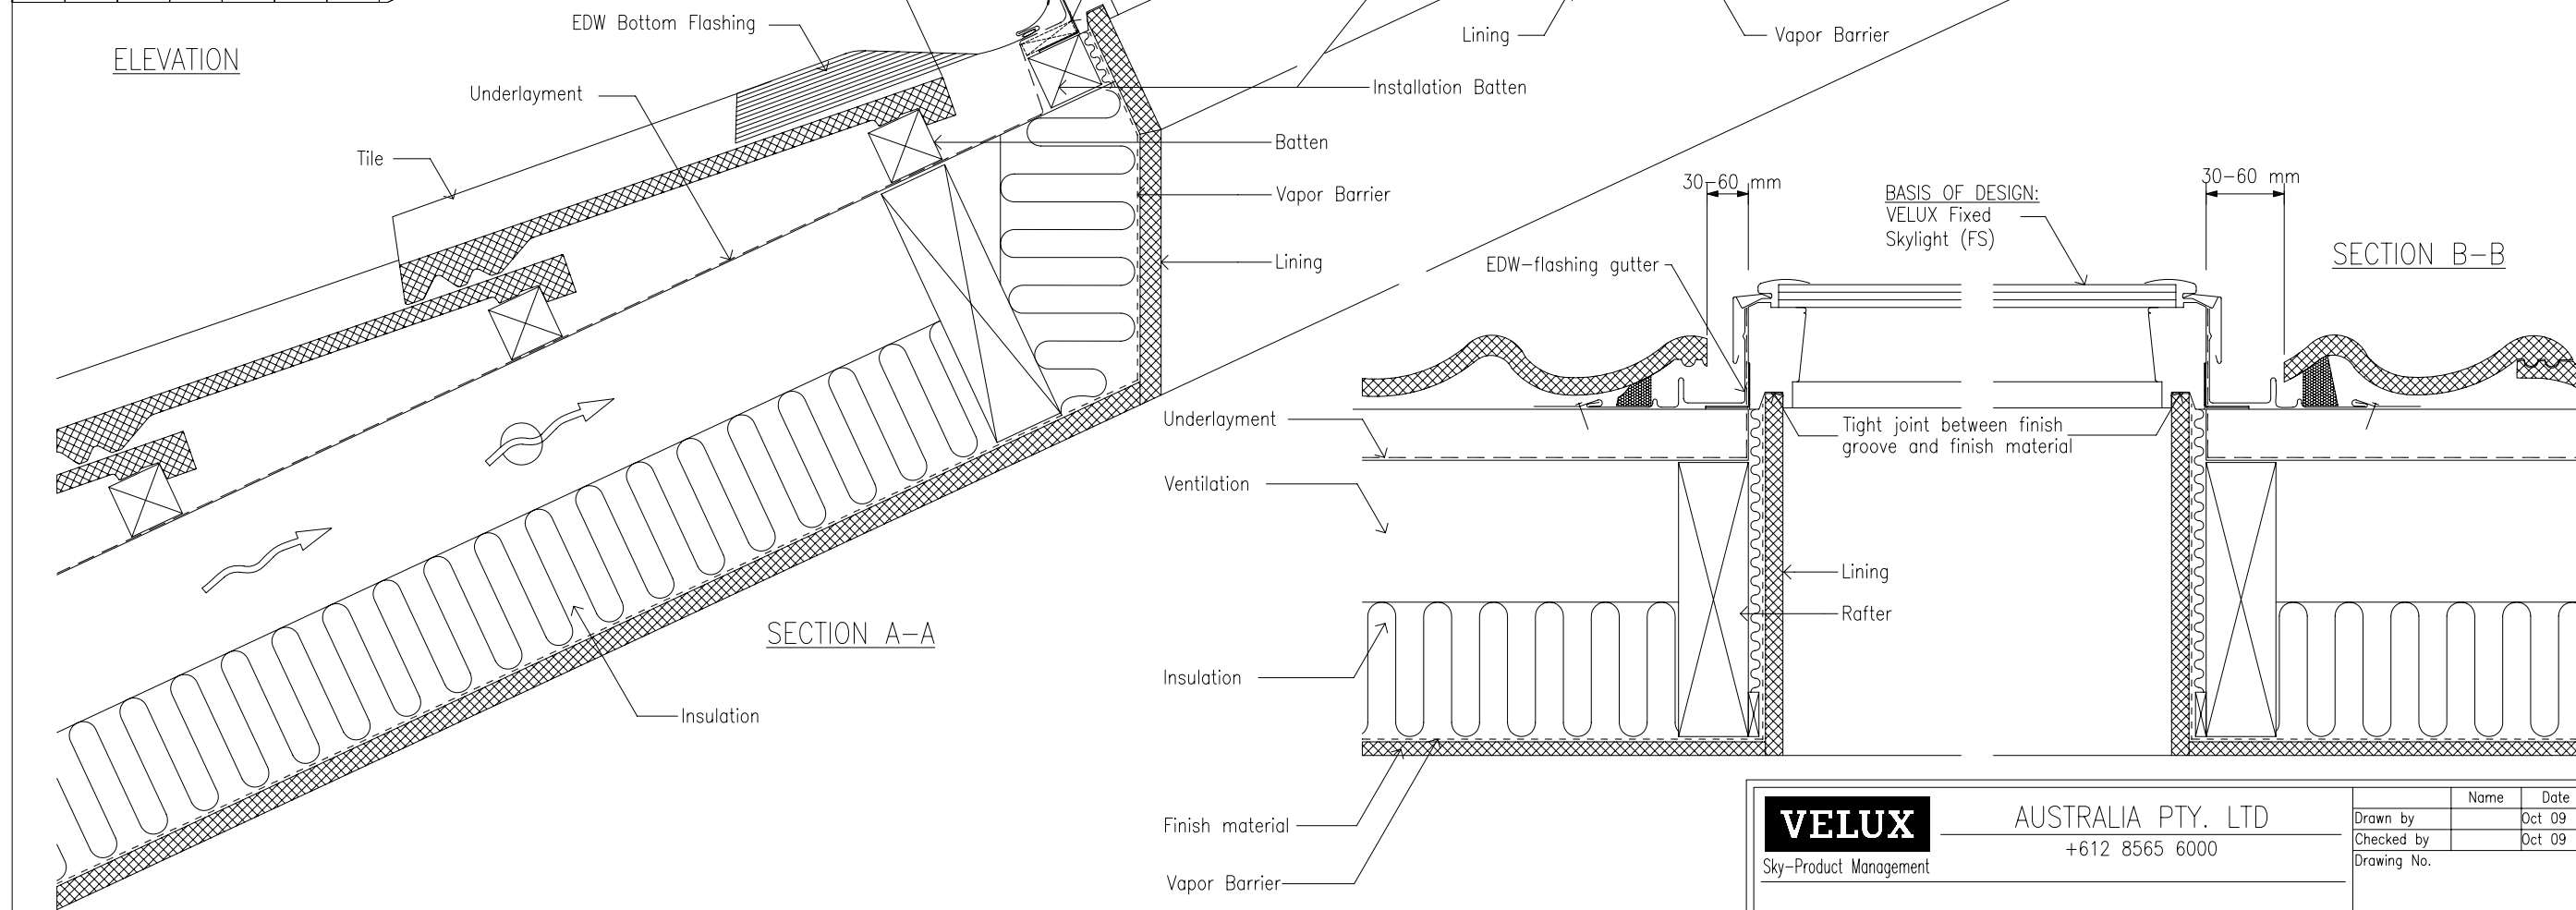 ELEVATION
EDW Bottom Flashing
Underlayment
Tile
Lining
Vapor Barrier
Installation Batten
Batten
Vapor Barrier
Lining
Insulation
SECTION A-A
30-60 mm
BASIS OF DESIGN:
VELUX Fixed
Skylight (FS)
30-60 mm
SECTION B-B
EDW-flashing gutter
Underlayment
Tight joint between finish
groove and finish material
Ventilation
Lining
Rafter
Insulation
Finish material
Vapor Barrier
VELUX
Sky-Product Management
AUSTRALIA PTY. LTD
+612 8565 6000
Name Date
Drawn by Oct 09
Checked by Oct 09
Drawing No.